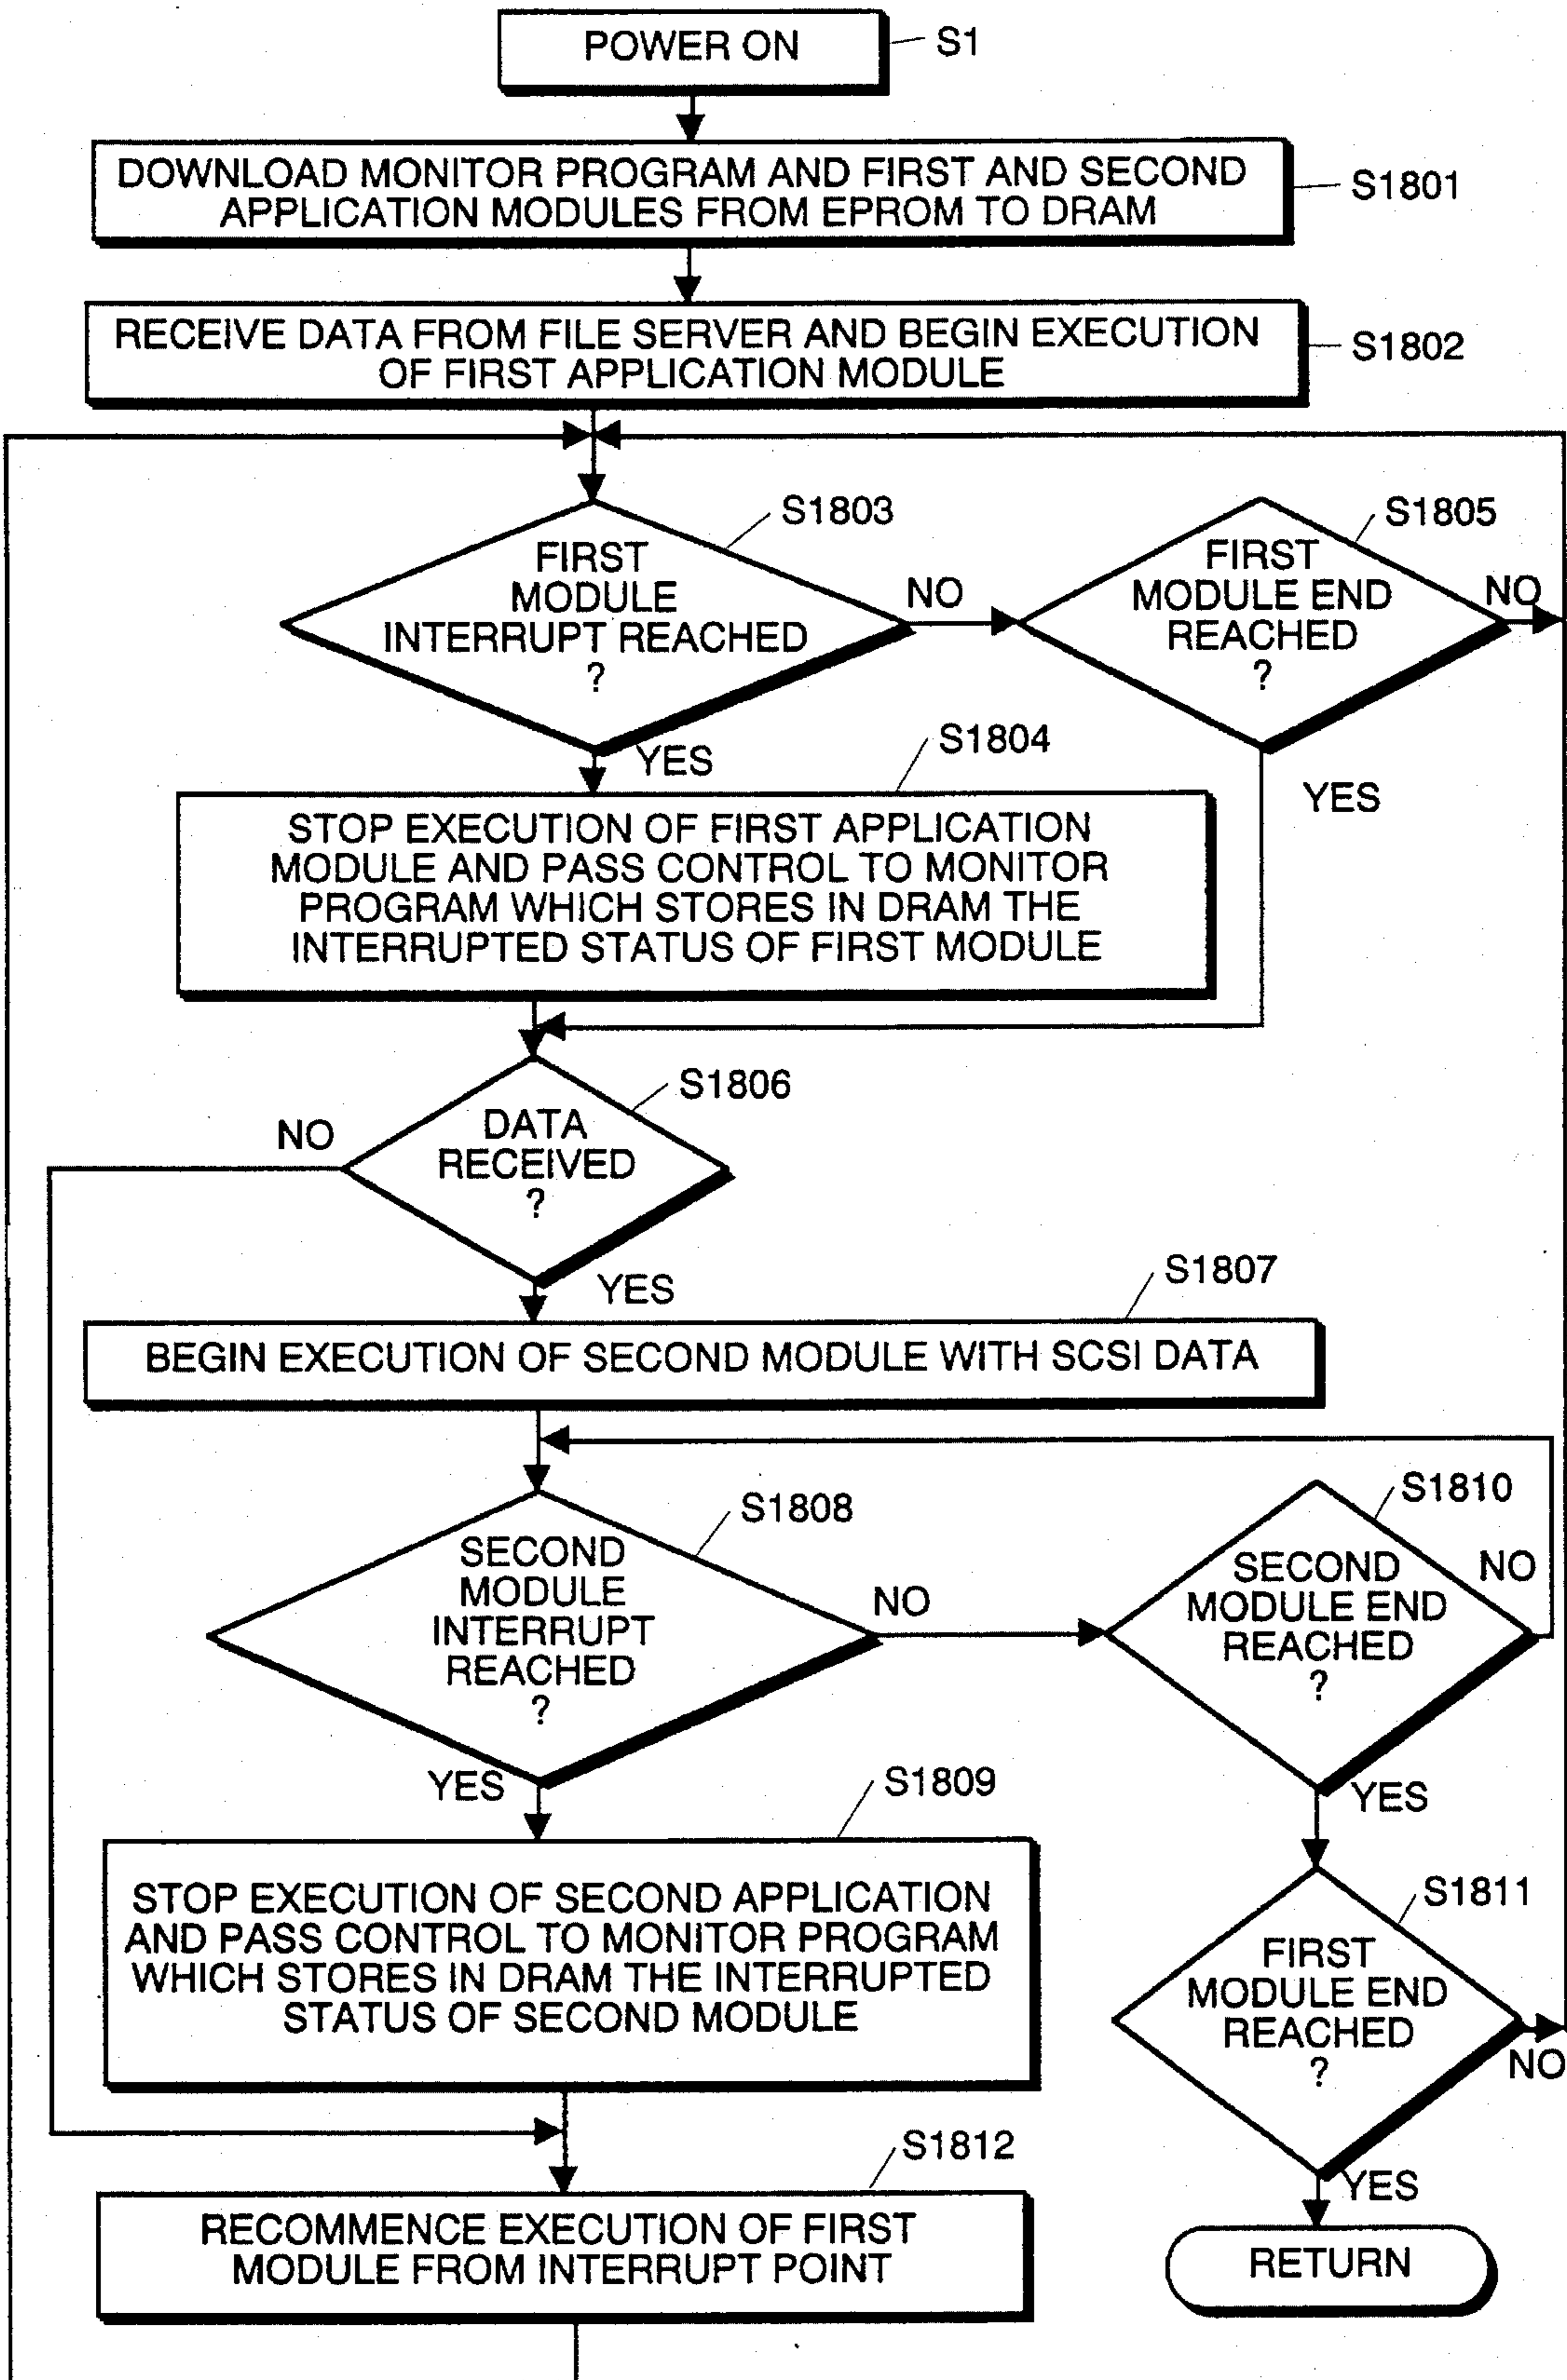 POWER ON
S1
DOWNLOAD MONITOR PROGRAM AND FIRST AND SECOND
APPLICATION MODULES FROM EPROM TO DRAM
S1801
RECEIVE DATA FROM FILE SERVER AND BEGIN EXECUTION
OF FIRST APPLICATION MODULE
S1802
S1803
FIRST
MODULE
INTERRUPT REACHED
?
NO
S1805
FIRST
MODULE END
REACHED
?
NO
YES
YES
S1804
STOP EXECUTION OF FIRST APPLICATION
MODULE AND PASS CONTROL TO MONITOR
PROGRAM WHICH STORES IN DRAM THE
INTERRUPTED STATUS OF FIRST MODULE
S1806
DATA
RECEIVED
?
NO
YES
S1807
BEGIN EXECUTION OF SECOND MODULE WITH SCSI DATA
S1808
SECOND
MODULE
INTERRUPT
REACHED
?
NO
S1810
SECOND
MODULE END
REACHED
?
NO
YES
YES
S1809
STOP EXECUTION OF SECOND APPLICATION
AND PASS CONTROL TO MONITOR PROGRAM
WHICH STORES IN DRAM THE INTERRUPTED
STATUS OF SECOND MODULE
S1811
FIRST
MODULE END
REACHED
?
NO
YES
S1812
RECOMMENCE EXECUTION OF FIRST
MODULE FROM INTERRUPT POINT
RETURN